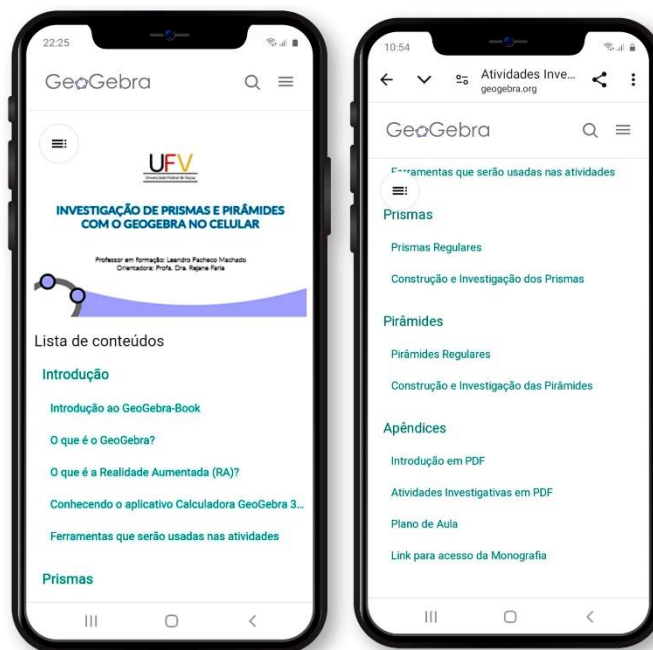 22:25
GeoGebra
UFV
Universidade Federal de Viçosa
INVESTIGAÇÃO DE PRISMAS E PIRÂMIDES
COM O GEOGEBRA NO CELULAR
Professor em formação: Leandro Pacheco Machado
Orientadora: Profa. Dra. Rejane Faria
Lista de conteúdos
Introdução
Introdução ao GeoGebra-Book
O que é o GeoGebra?
O que é a Realidade Aumentada (RA)?
Conhecendo o aplicativo Calculadora GeoGebra 3...
Ferramentas que serão usadas nas atividades
Prismas
10:54
Atividades Inve...
geogebra.org
GeoGebra
Ferramentas que serão usadas nas atividades
Prismas
Prismas Regulares
Construção e Investigação dos Prismas
Pirâmides
Pirâmides Regulares
Construção e Investigação das Pirâmides
Apêndices
Introdução em PDF
Atividades Investigativas em PDF
Plano de Aula
Link para acesso da Monografia